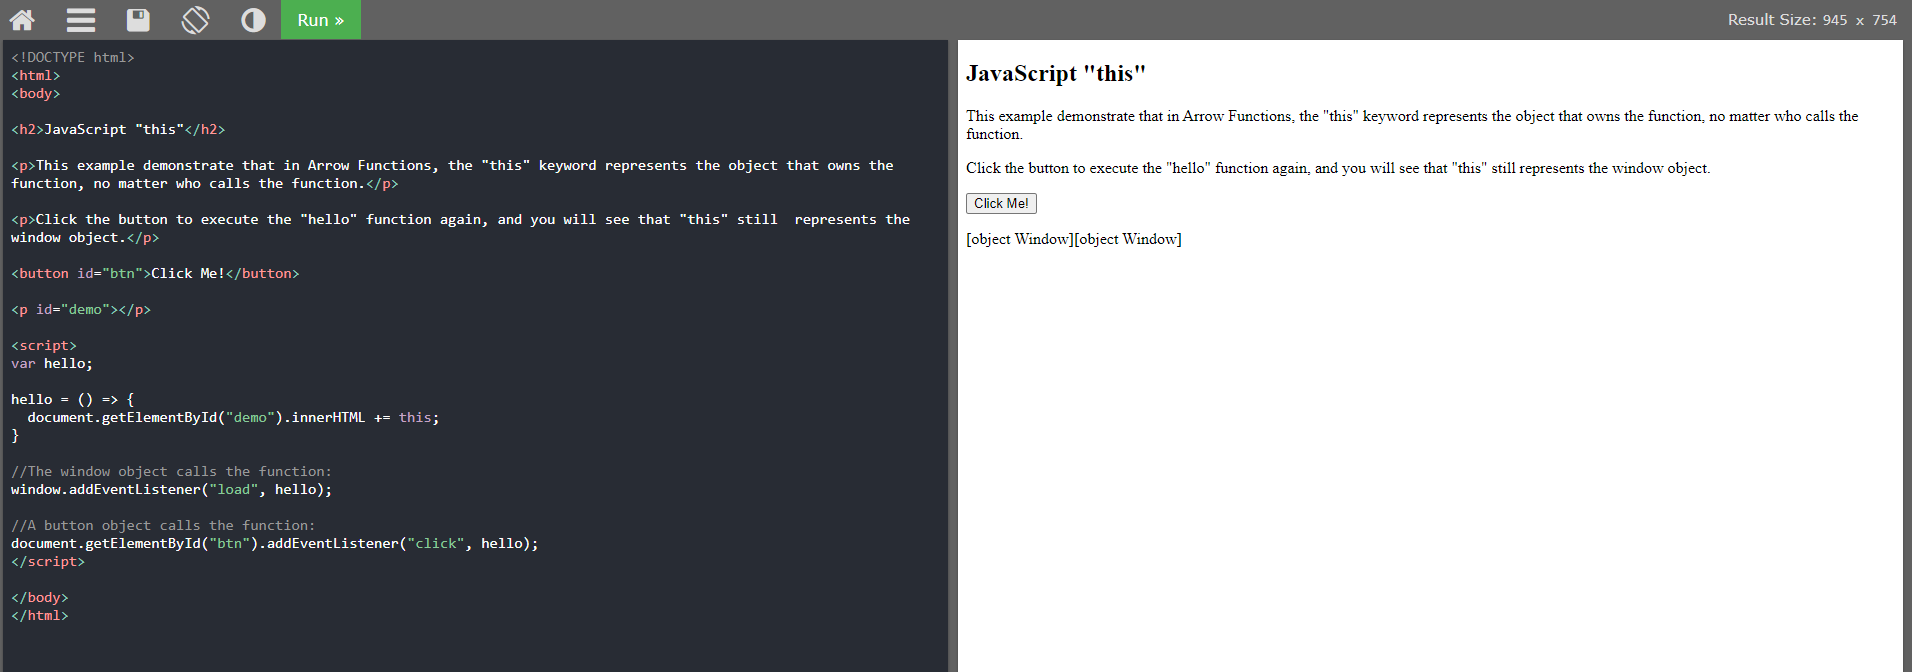 Run »
Result Size: 945 x 754
<!DOCTYPE html>
<html>
<body>
<h2>JavaScript "this"</h2>
<p>This example demonstrate that in Arrow Functions, the "this" keyword represents the object that owns the
function, no matter who calls the function.</p>
<p>Click the button to execute the "hello" function again, and you will see that "this" still  represents the
window object.</p>
<button id="btn">Click Me!</button>
<p id="demo"></p>
<script>
var hello;
hello = () => {
  document.getElementById("demo").innerHTML += this;
}
//The window object calls the function:
window.addEventListener("load", hello);
//A button object calls the function:
document.getElementById("btn").addEventListener("click", hello);
</script>
</body>
</html>
JavaScript "this"
This example demonstrate that in Arrow Functions, the "this" keyword represents the object that owns the function, no matter who calls the
function.
Click the button to execute the "hello" function again, and you will see that "this" still represents the window object.
Click Me!
[object Window][object Window]